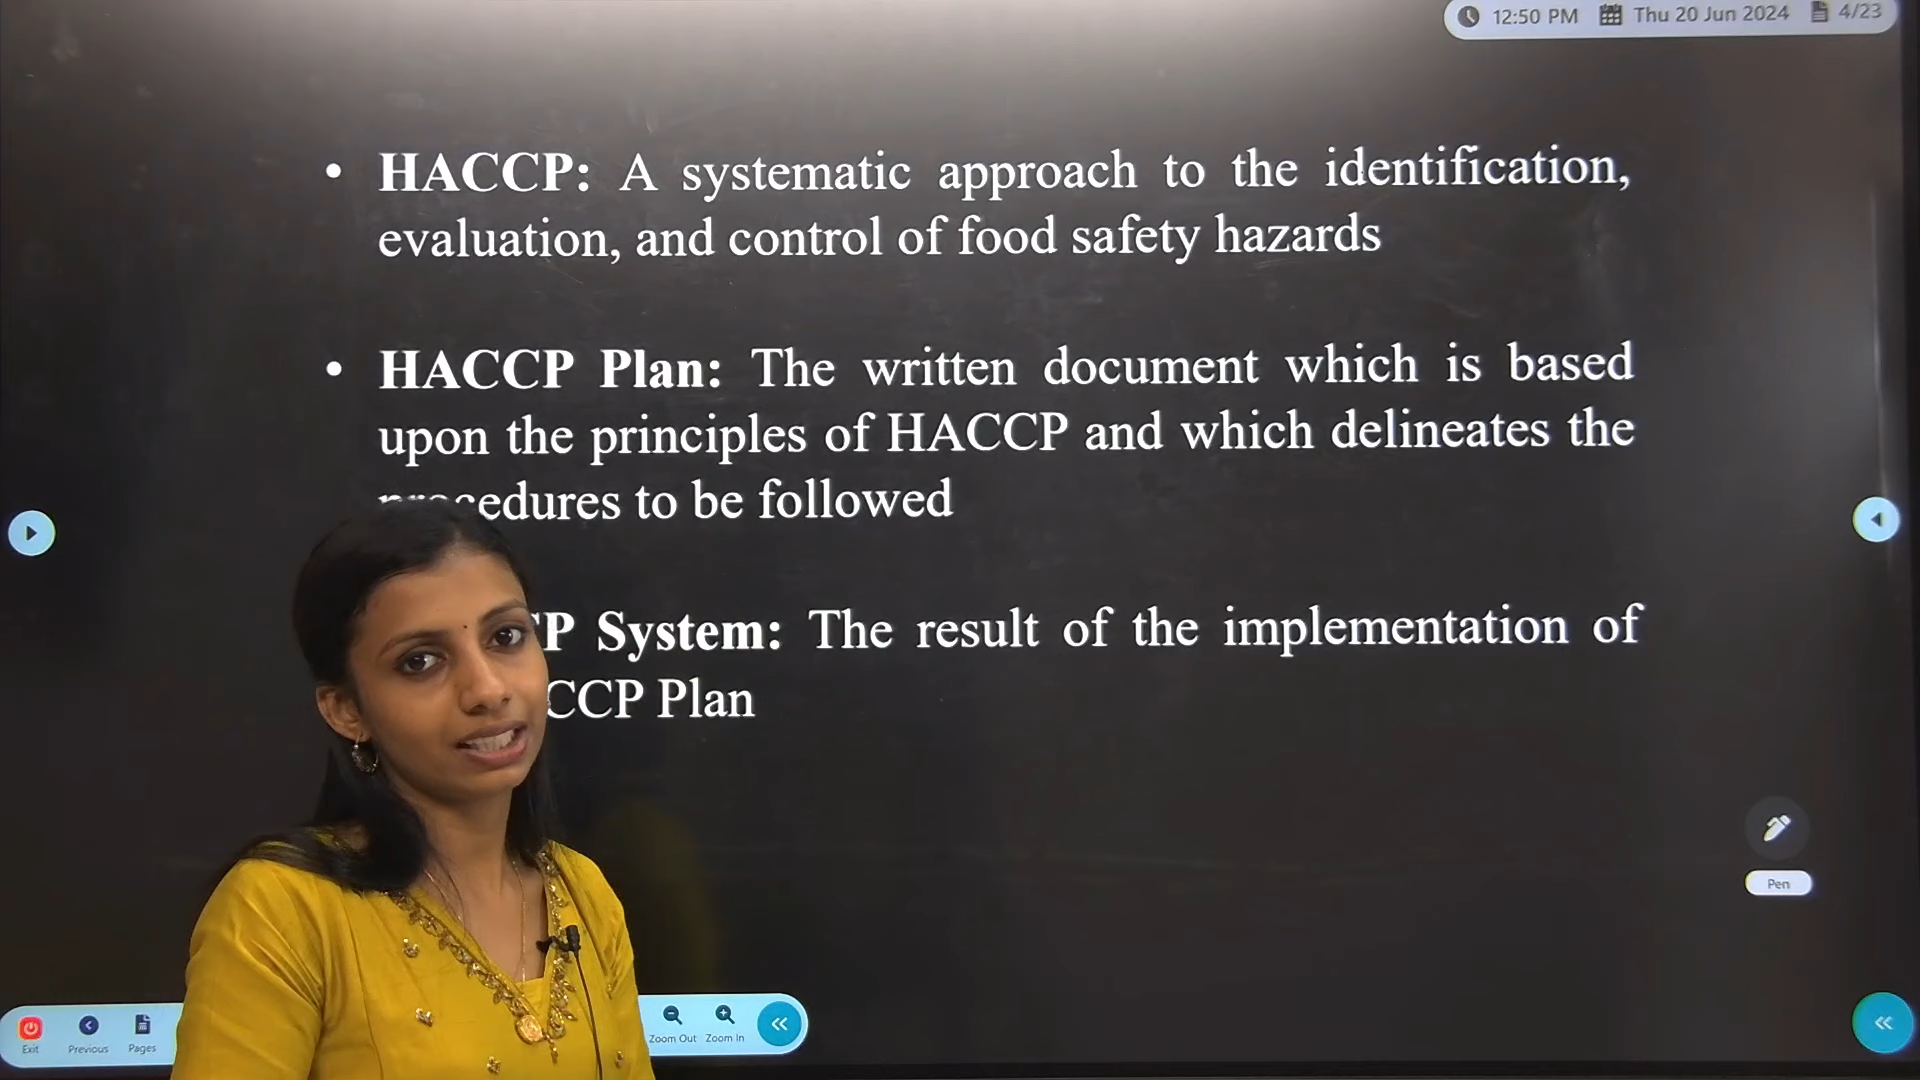 12:50 PM Thu 20 Jun 2024 4/23
• HACCP: A systematic approach to the identification,
evaluation, and control of food safety hazards
• HACCP Plan: The written document which is based
upon the principles of HACCP and which delineates the
procedures to be followed
P System: The result of the implementation of
CCP Plan
Pen
Exit Previous Pages Zoom Out Zoom In